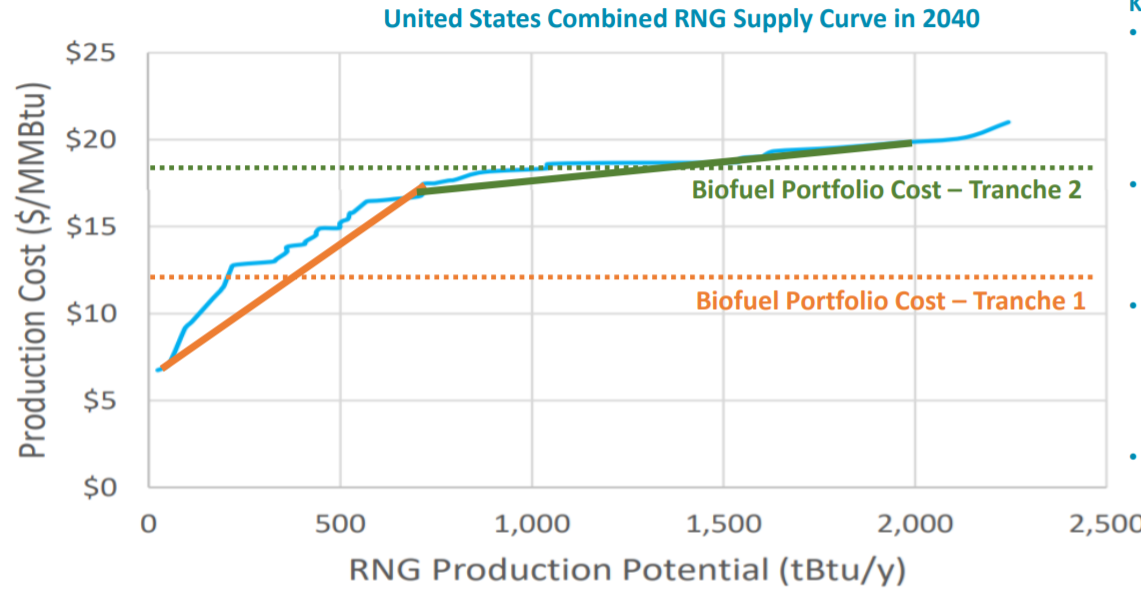 United States Combined RNG Supply Curve in 2040
Production Cost ($/MMBtu)
$25
$20
$15
$10
$5
$0
Biofuel Portfolio Cost – Tranche 2
Biofuel Portfolio Cost – Tranche 1
0 500 1,000 1,500 2,000 2,500
RNG Production Potential (tBtu/y)